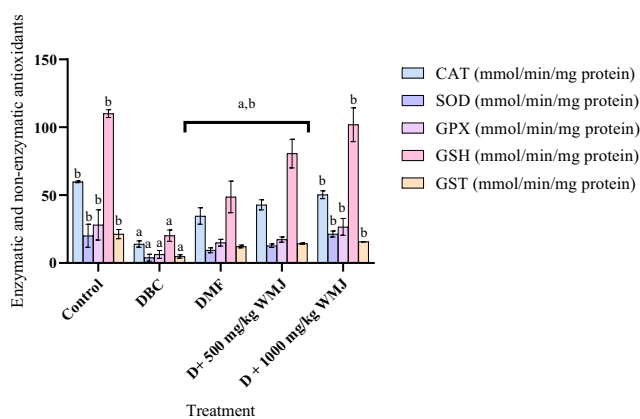 Enzymatic and non-enzymatic antioxidants
150
100
50
0
b
b
b
b
b
a
a
a
a
a
a,b
b
b
b
b
b
Control
DBC
DMF
D+ 500 mg/kg WMJ
D + 1000 mg/kg WMJ
Treatment
CAT (mmol/min/mg protein)
SOD (mmol/min/mg protein)
GPX (mmol/min/mg protein)
GSH (mmol/min/mg protein)
GST (mmol/min/mg protein)